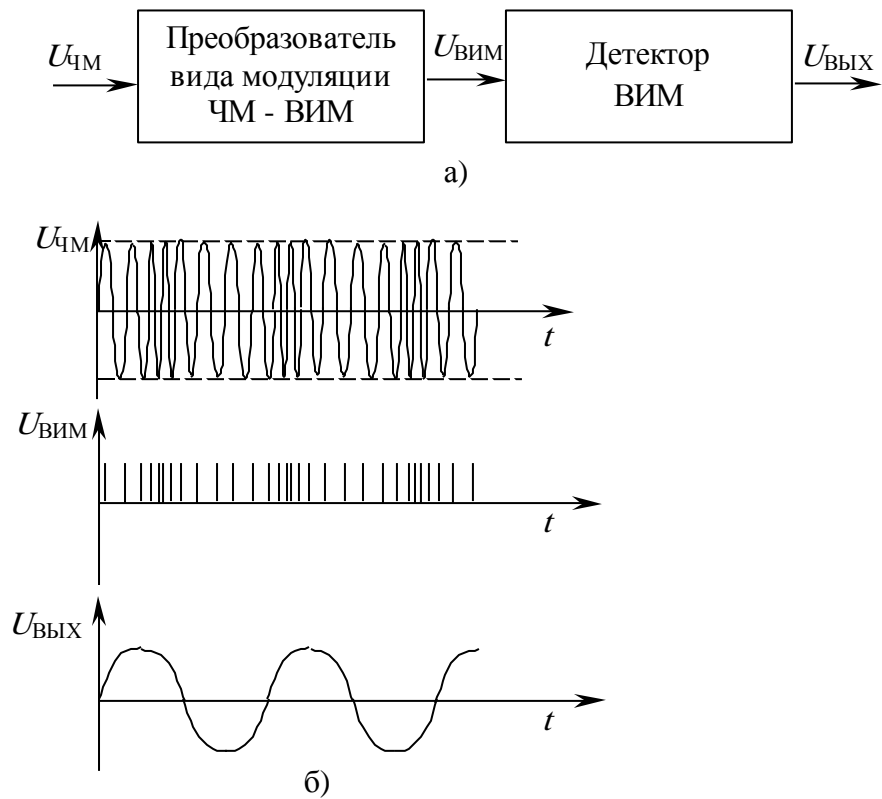 UЧМ
Преобразователь
вида модуляции
ЧМ - ВИМ
UВИМ
Детектор
ВИМ
UВЫХ
а)
UЧМ
t
UВИМ
t
UВЫХ
t
б)